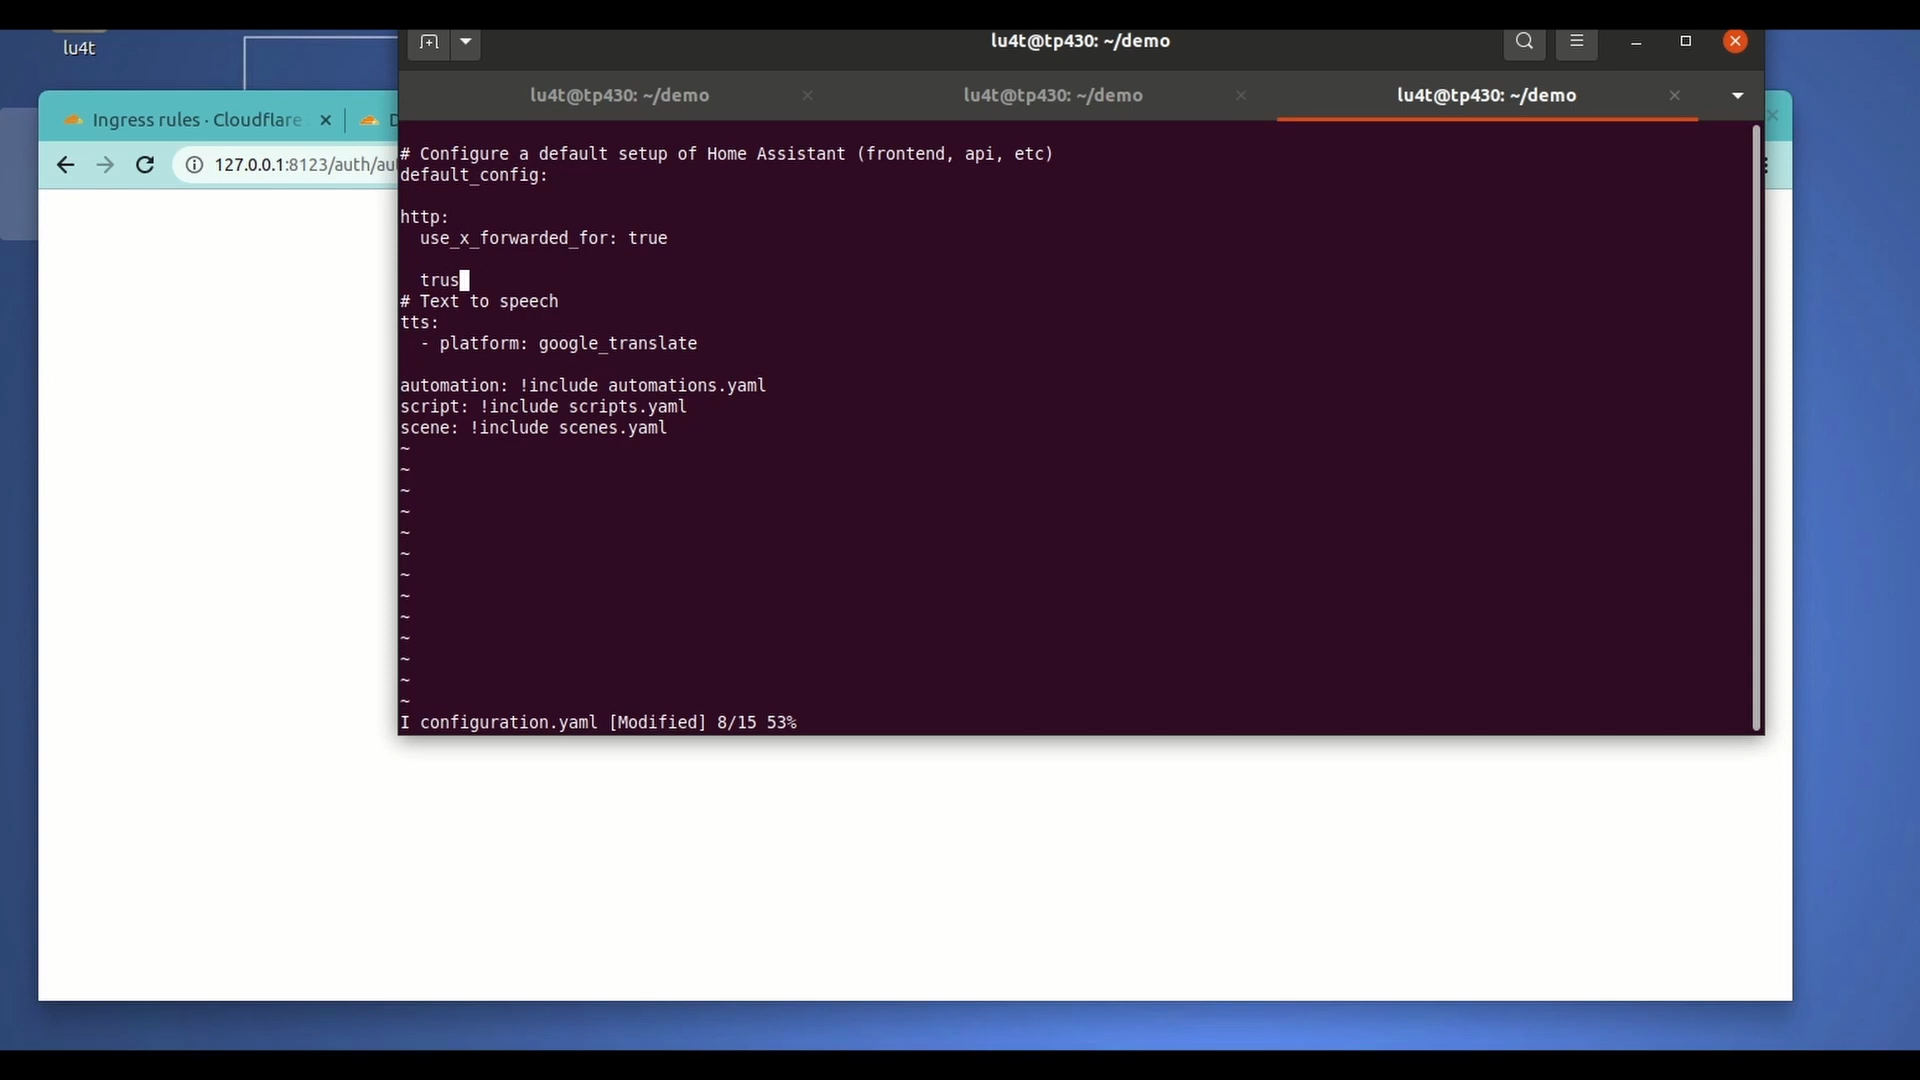 lu4t
lu4t@tp430: ~/demo
lu4t@tp430: ~/demo
lu4t@tp430: ~/demo
lu4t@tp430: ~/demo
Ingress rules · Cloudflare
D
127.0.0.1:8123/auth/au
# Configure a default setup of Home Assistant (frontend, api, etc)
default_config:
http:
  use_x_forwarded_for: true
  trus
# Text to speech
tts:
  - platform: google_translate
automation: !include automations.yaml
script: !include scripts.yaml
scene: !include scenes.yaml
~
~
~
~
~
~
~
~
~
~
~
~
~
I configuration.yaml [Modified] 8/15 53%